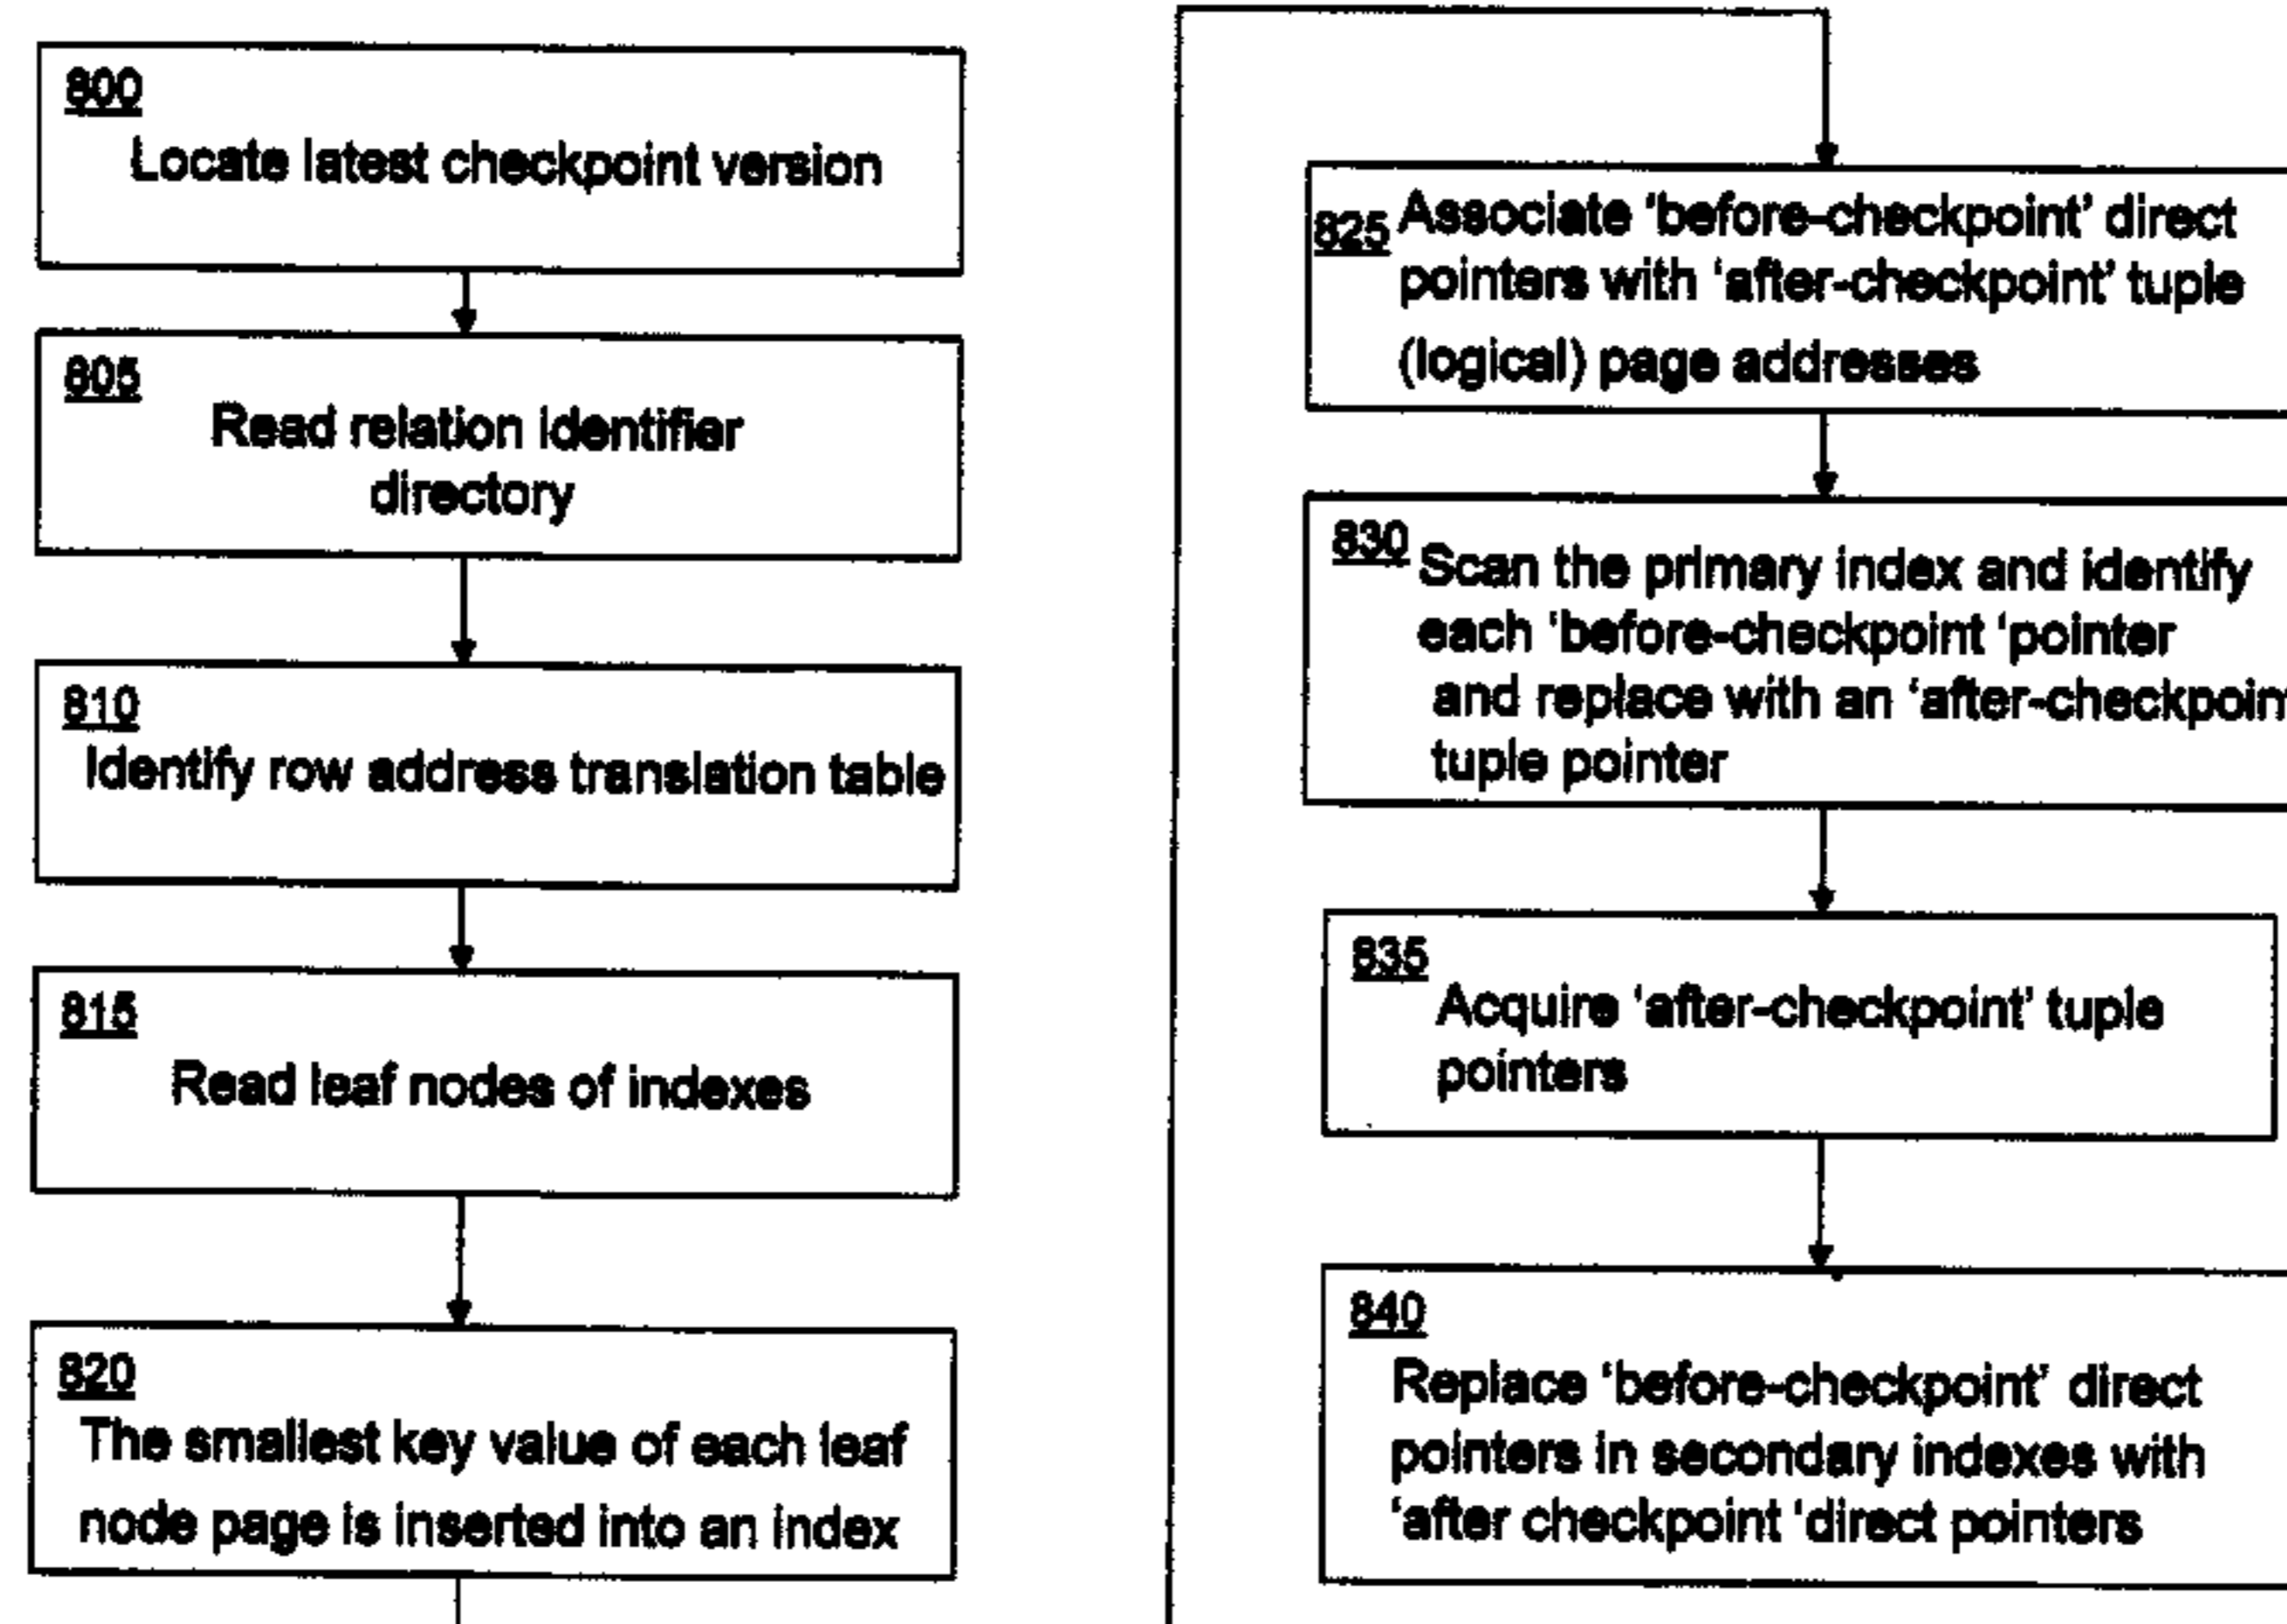 800
Locate latest checkpoint version
805
Read relation identifier
directory
810
Identify row address translation table
815
Read leaf nodes of indexes
820
The smallest key value of each leaf
node page is inserted into an index
825
Associate 'before-checkpoint' direct
pointers with 'after-checkpoint' tuple
(logical) page addresses
830
Scan the primary index and identify
each 'before-checkpoint 'pointer
and replace with an 'after-checkpoint
tuple pointer
835
Acquire 'after-checkpoint' tuple
pointers
840
Replace 'before-checkpoint' direct
pointers in secondary indexes with
'after checkpoint 'direct pointers